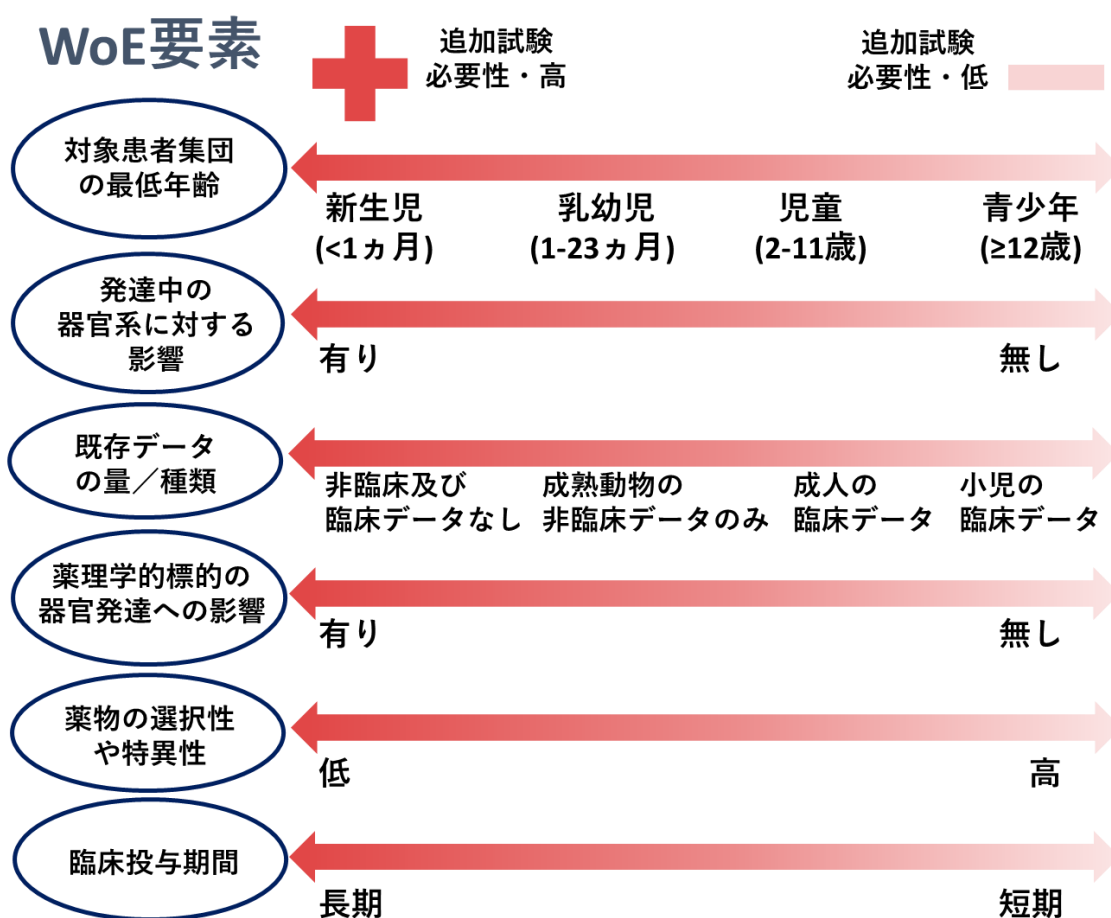 WoE要素
追加試験
必要性・高
追加試験
必要性・低
対象患者集団
の最低年齢
新生児
(<1ヵ月)
乳幼児
(1-23ヵ月)
児童
(2-11歳)
青少年
(≥12歳)
発達中の
器官系に対する
影響
有り
無し
既存データ
の量／種類
非臨床及び
臨床データなし
成熟動物の
非臨床データのみ
成人の
臨床データ
小児の
臨床データ
薬理学的標的の
器官発達への影響
有り
無し
薬物の選択性
や特異性
低
高
臨床投与期間
長期
短期